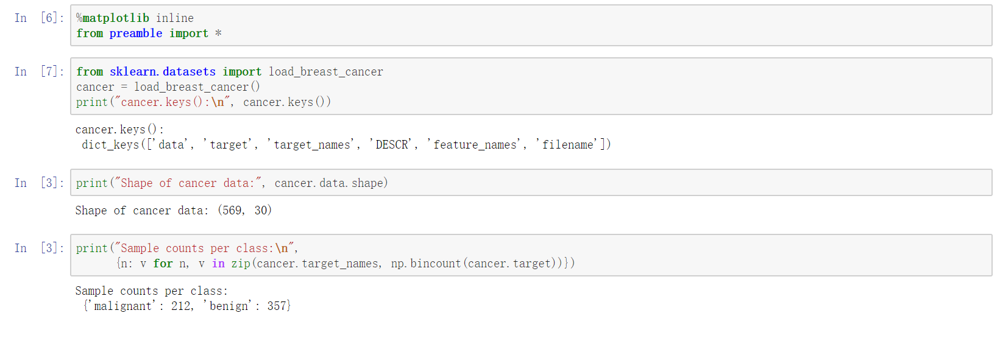 In [6]: %matplotlib inline
from preamble import *
In [7]: from sklearn.datasets import load_breast_cancer
cancer = load_breast_cancer()
print("cancer.keys():\n", cancer.keys())
cancer.keys():
dict_keys(['data', 'target', 'target_names', 'DESCR', 'feature_names', 'filename'])
In [3]: print("Shape of cancer data:", cancer.data.shape)
Shape of cancer data: (569, 30)
In [3]: print("Sample counts per class:\n",
{n: v for n, v in zip(cancer.target_names, np.bincount(cancer.target))})
Sample counts per class:
{'malignant': 212, 'benign': 357}